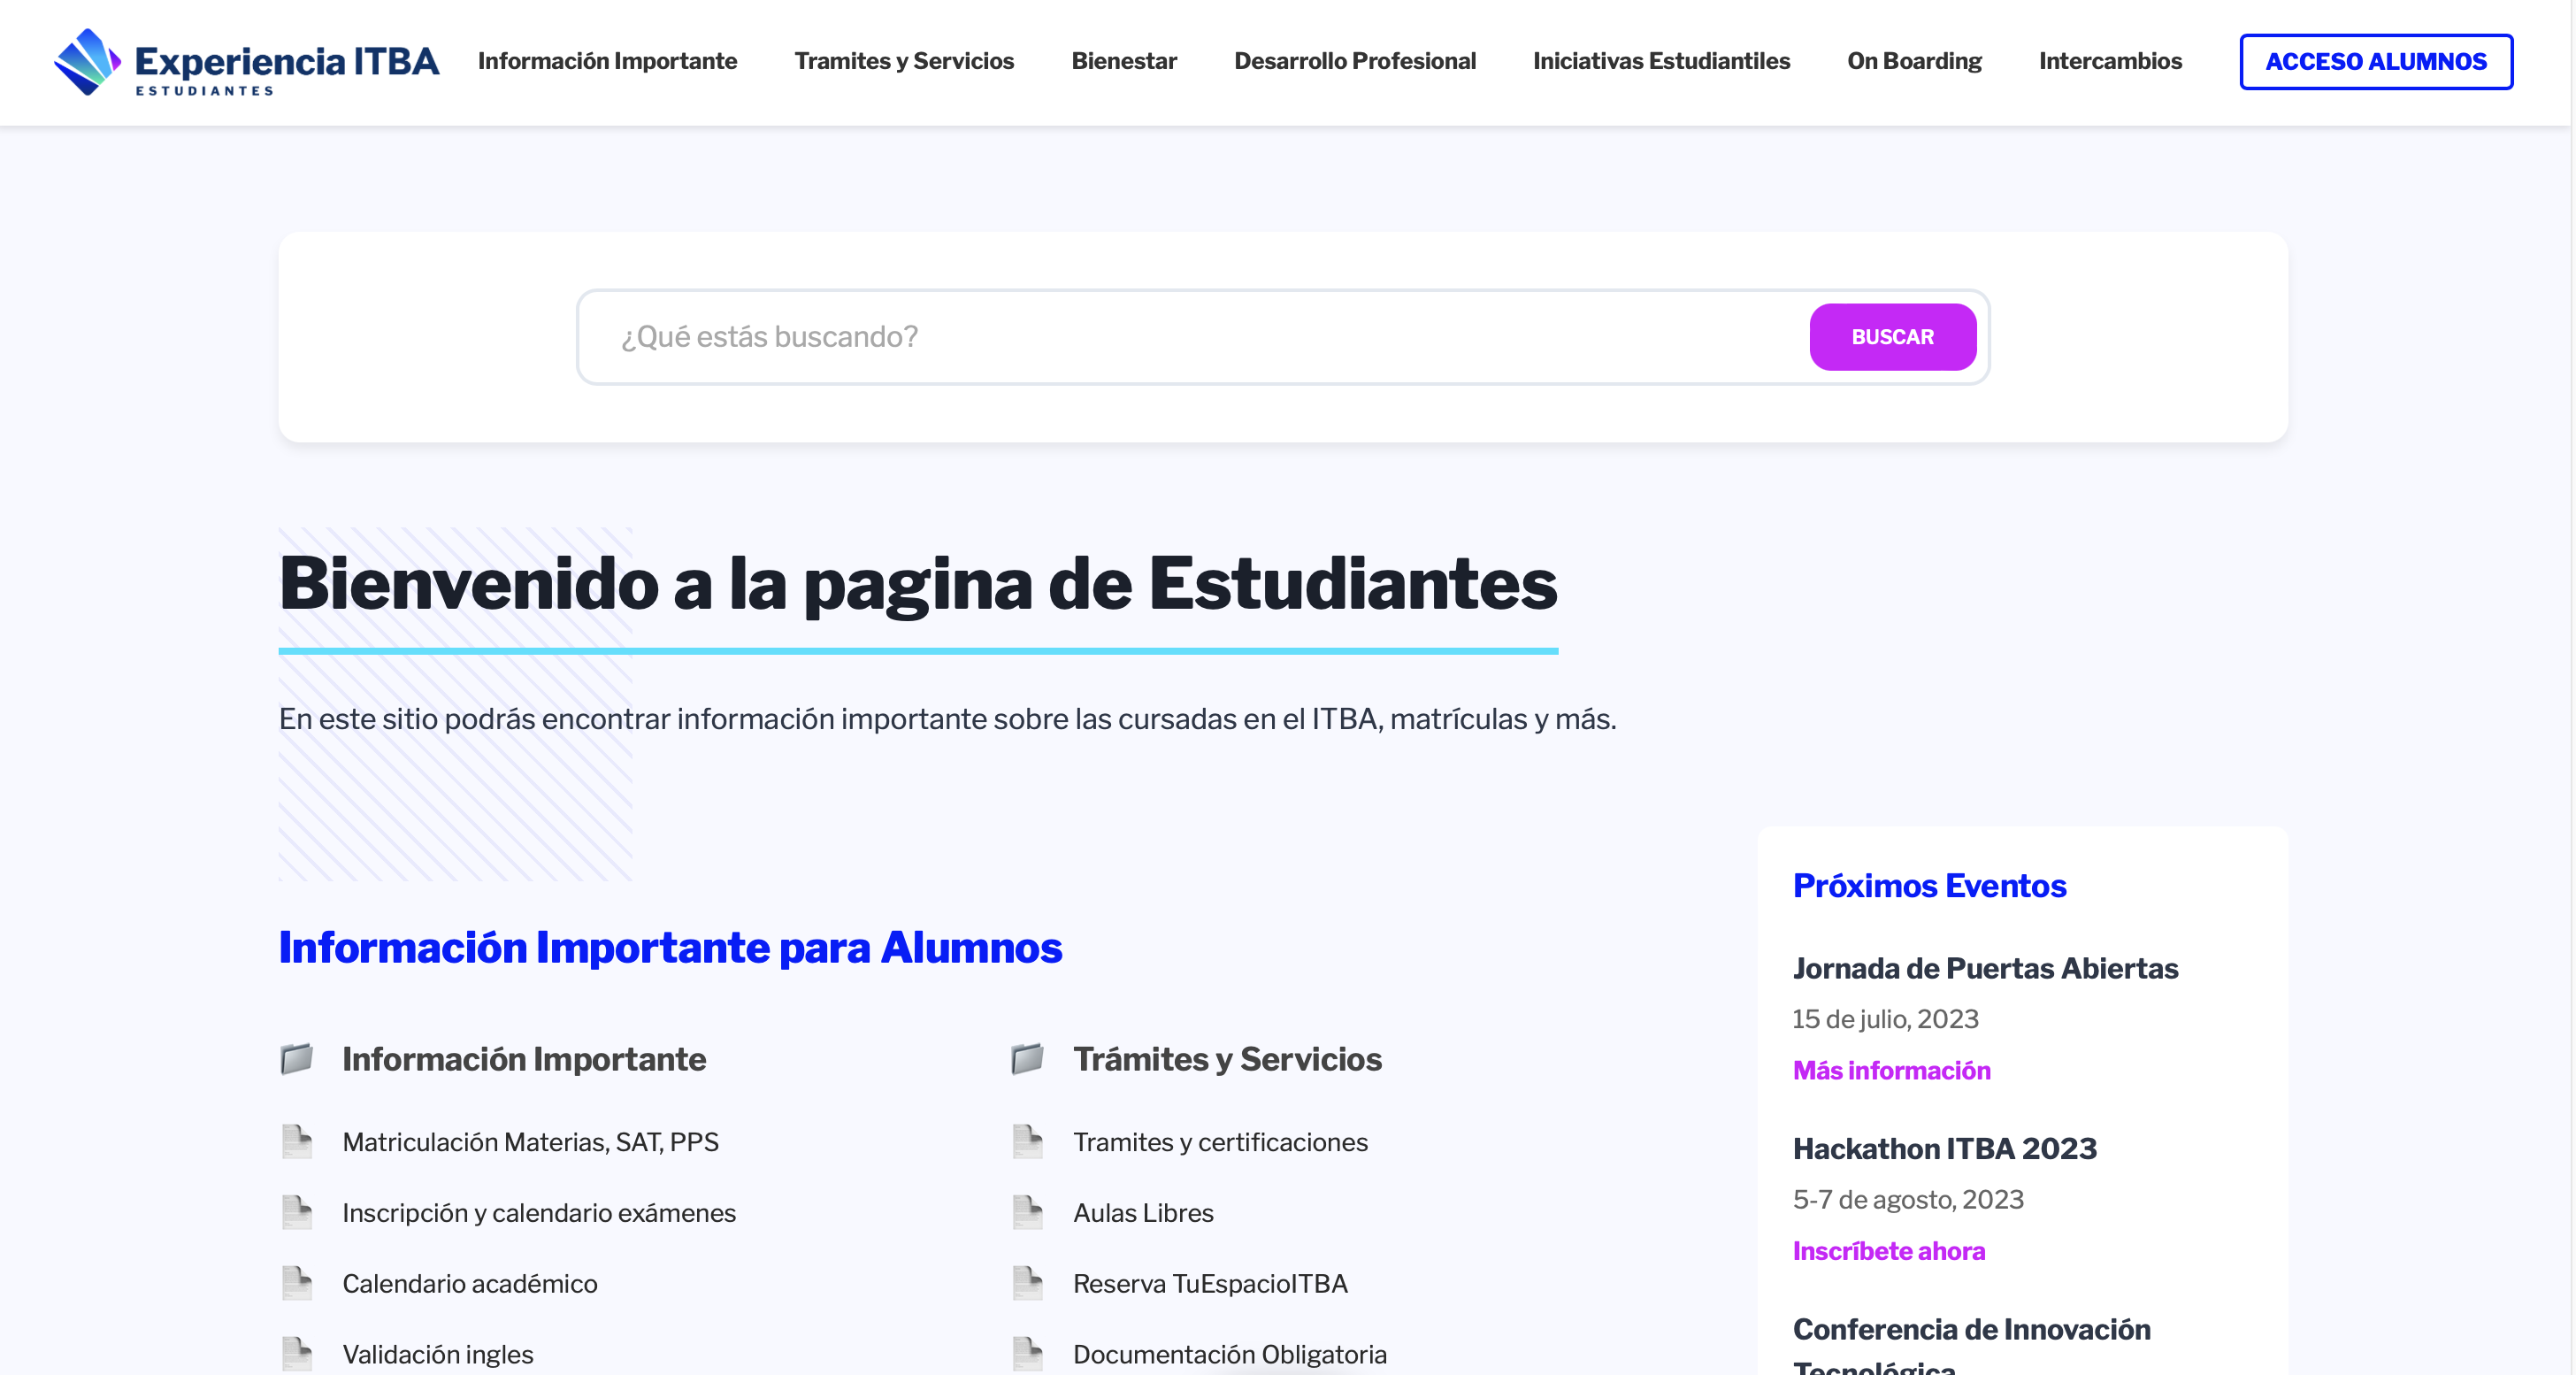 Experiencia ITBA
ESTUDIANTES
Información Importante
Tramites y Servicios
Bienestar
Desarrollo Profesional
Iniciativas Estudiantiles
On Boarding
Intercambios
ACCESO ALUMNOS
¿Qué estás buscando?
BUSCAR
Bienvenido a la pagina de Estudiantes
En este sitio podrás encontrar información importante sobre las cursadas en el ITBA, matrículas y más.
Información Importante para Alumnos
Información Importante
Matriculación Materias, SAT, PPS
Inscripción y calendario exámenes
Calendario académico
Validación ingles
Trámites y Servicios
Tramites y certificaciones
Aulas Libres
Reserva TuEspacioITBA
Documentación Obligatoria
Próximos Eventos
Jornada de Puertas Abiertas
15 de julio, 2023
Más información
Hackathon ITBA 2023
5-7 de agosto, 2023
Inscríbete ahora
Conferencia de Innovación
Tecnológica